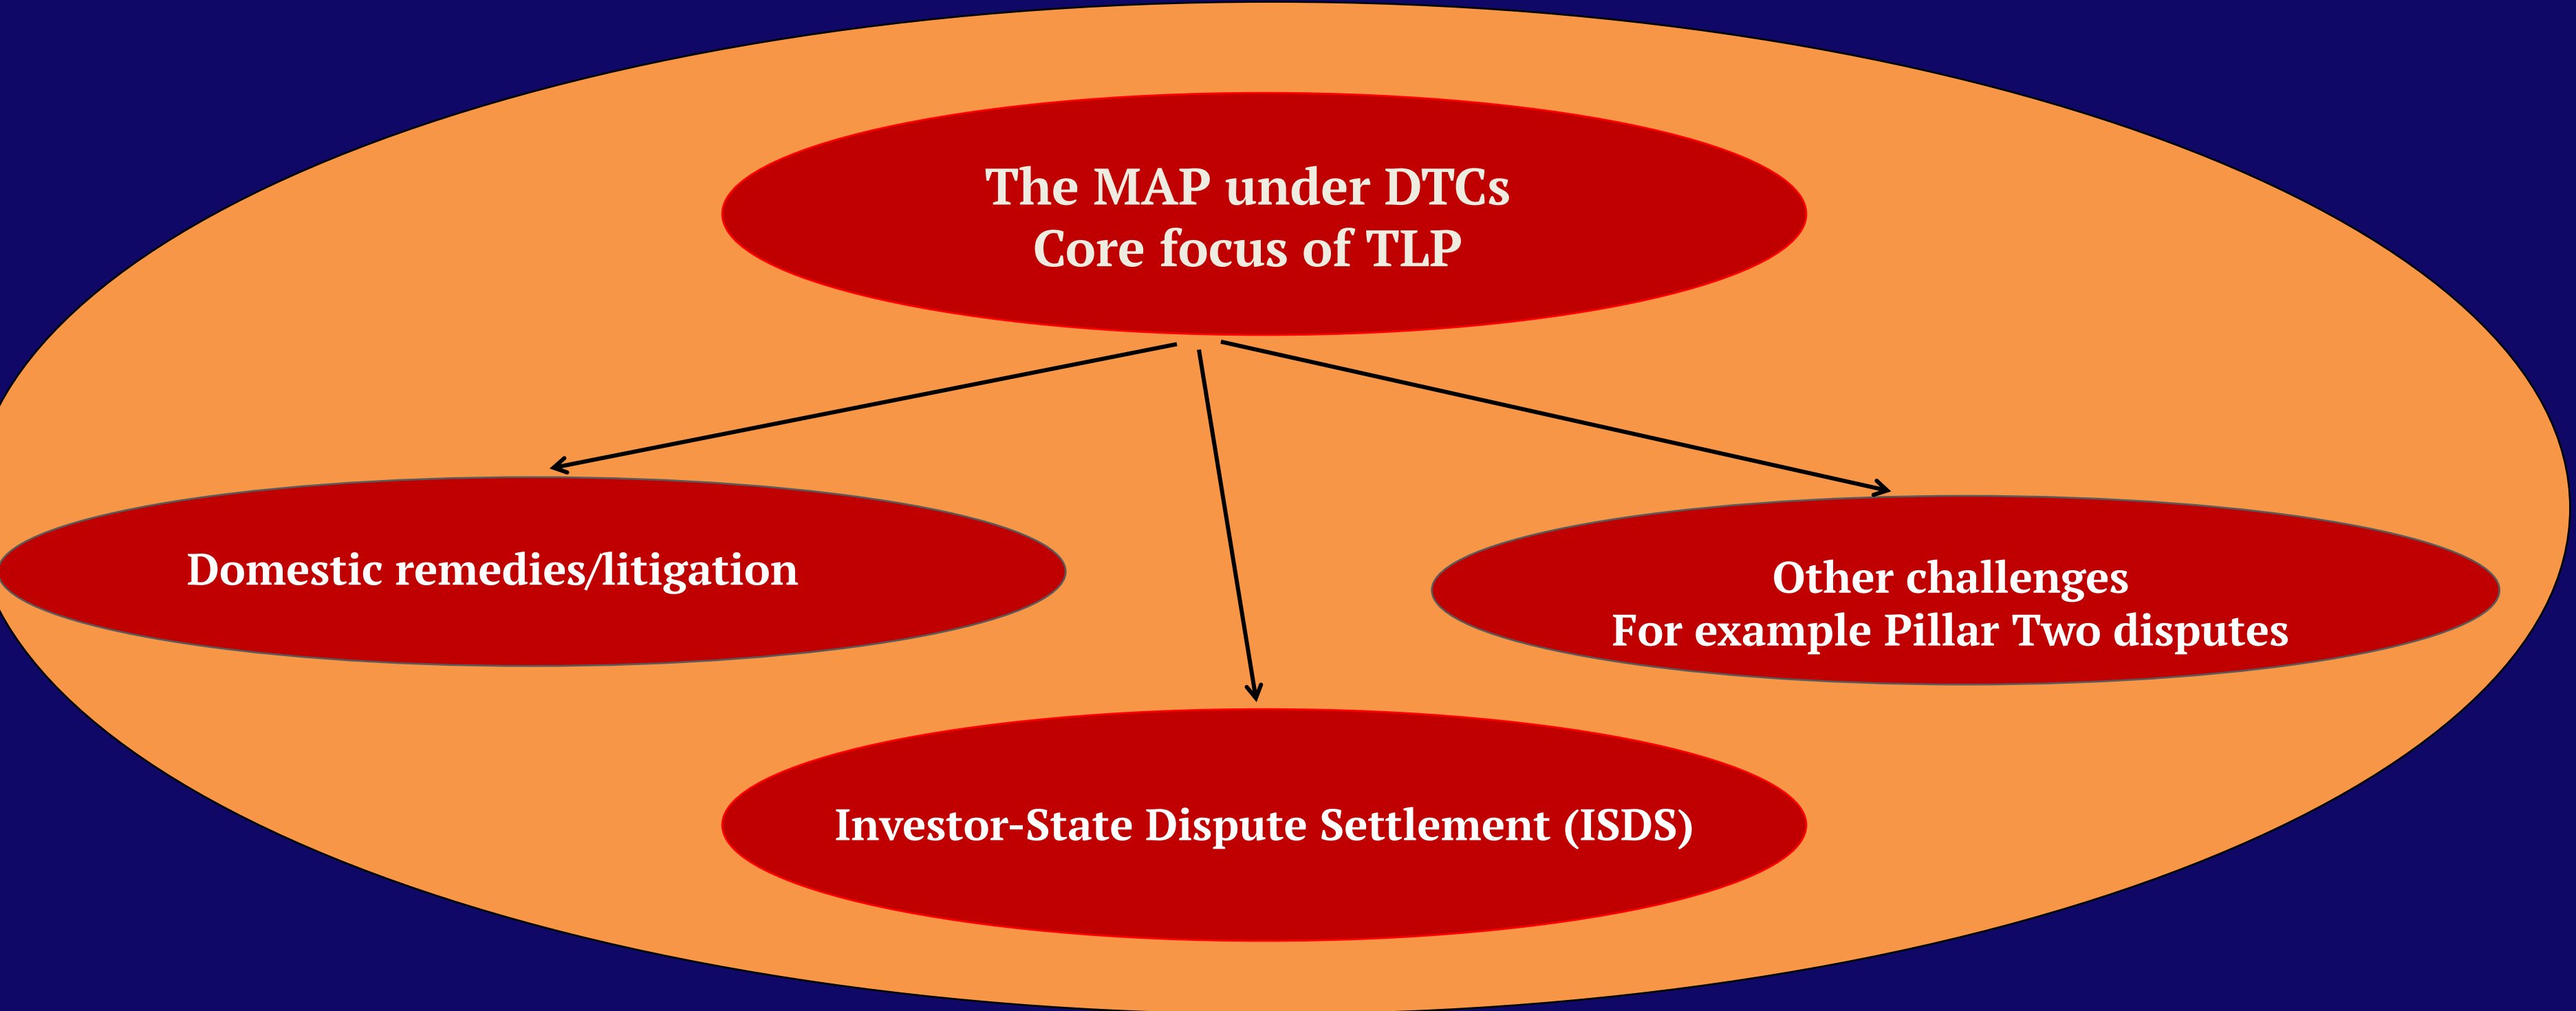 The MAP under DTCs
Core focus of TLP
Domestic remedies/litigation
Other challenges
For example Pillar Two disputes
Investor-State Dispute Settlement (ISDS)